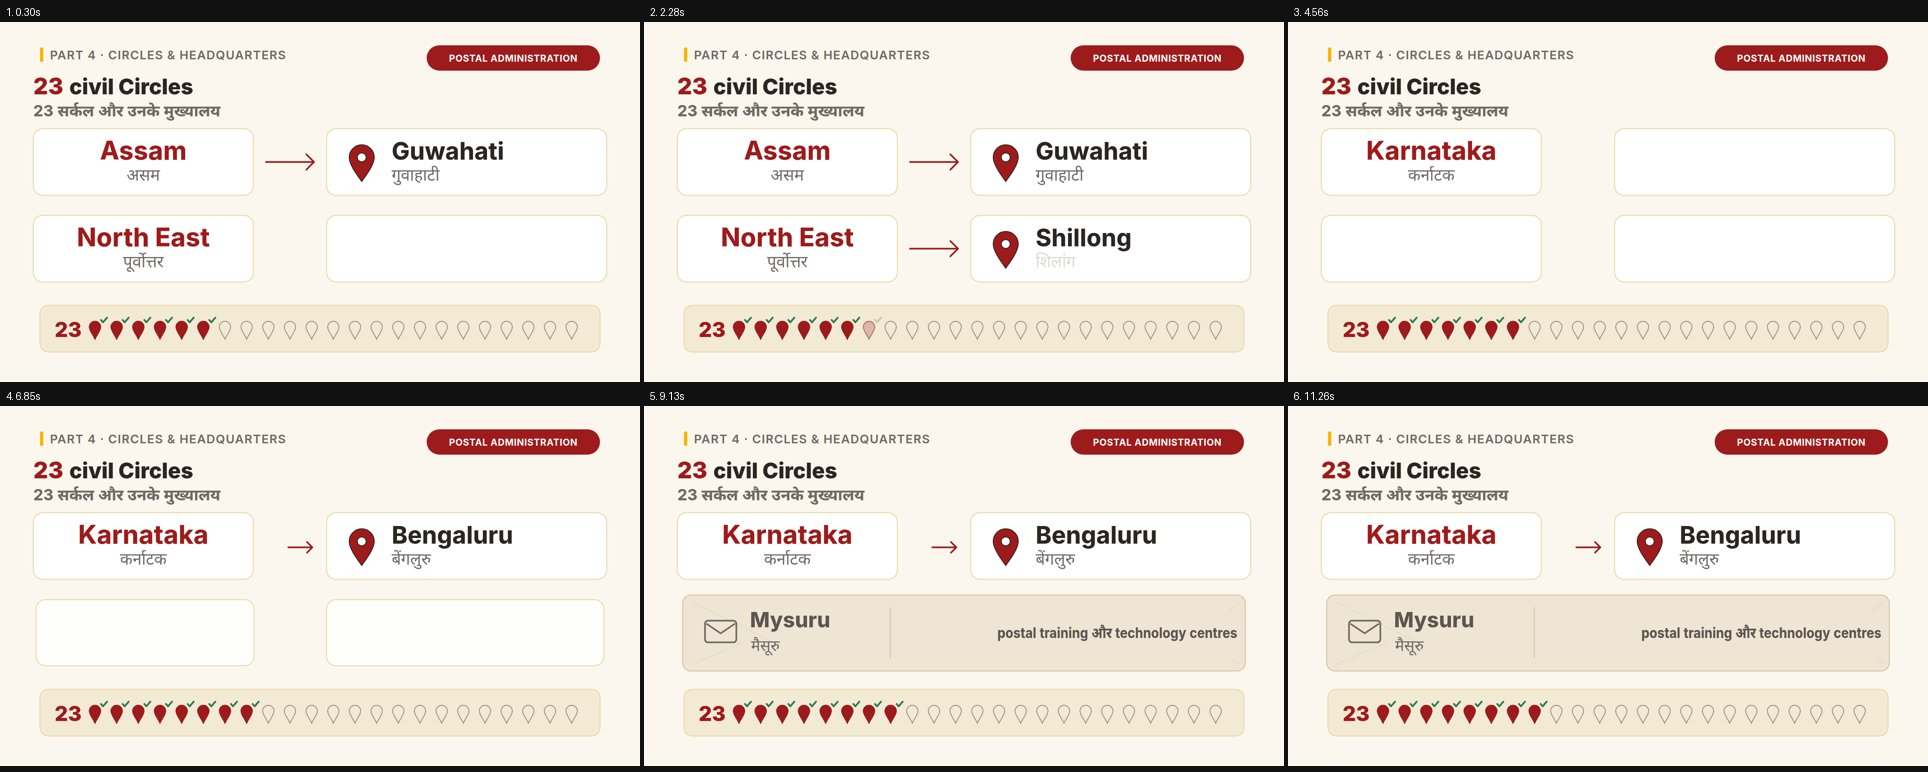 1. 0.30s
PART 4 · CIRCLES & HEADQUARTERS
POSTAL ADMINISTRATION
23 civil Circles
23 सर्कल और उनके मुख्यालय
Assam
असम
Guwahati
गुवाहाटी
North East
पूर्वोत्तर
23
2. 2.28s
PART 4 · CIRCLES & HEADQUARTERS
POSTAL ADMINISTRATION
23 civil Circles
23 सर्कल और उनके मुख्यालय
Assam
असम
Guwahati
गुवाहाटी
North East
पूर्वोत्तर
Shillong
शिलांग
23
3. 4.56s
PART 4 · CIRCLES & HEADQUARTERS
POSTAL ADMINISTRATION
23 civil Circles
23 सर्कल और उनके मुख्यालय
Karnataka
कर्नाटक
23
4. 6.85s
PART 4 · CIRCLES & HEADQUARTERS
POSTAL ADMINISTRATION
23 civil Circles
23 सर्कल और उनके मुख्यालय
Karnataka
कर्नाटक
Bengaluru
बेंगलुरु
23
5. 9.13s
PART 4 · CIRCLES & HEADQUARTERS
POSTAL ADMINISTRATION
23 civil Circles
23 सर्कल और उनके मुख्यालय
Karnataka
कर्नाटक
Bengaluru
बेंगलुरु
Mysuru
मैसूरु
postal training और technology centres
23
6. 11.26s
PART 4 · CIRCLES & HEADQUARTERS
POSTAL ADMINISTRATION
23 civil Circles
23 सर्कल और उनके मुख्यालय
Karnataka
कर्नाटक
Bengaluru
बेंगलुरु
Mysuru
मैसूरु
postal training और technology centres
23